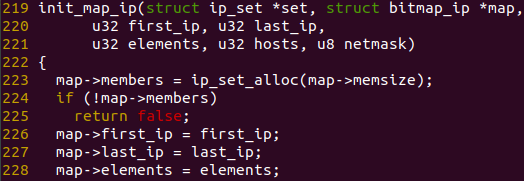 219 init_map_ip(struct ip_set *set, struct bitmap_ip *map,
220 u32 first_ip, u32 last_ip,
221 u32 elements, u32 hosts, u8 netmask)
222 {
223 map->members = ip_set_alloc(map->memsize);
224 if (!map->members)
225 return false;
226 map->first_ip = first_ip;
227 map->last_ip = last_ip;
228 map->elements = elements;